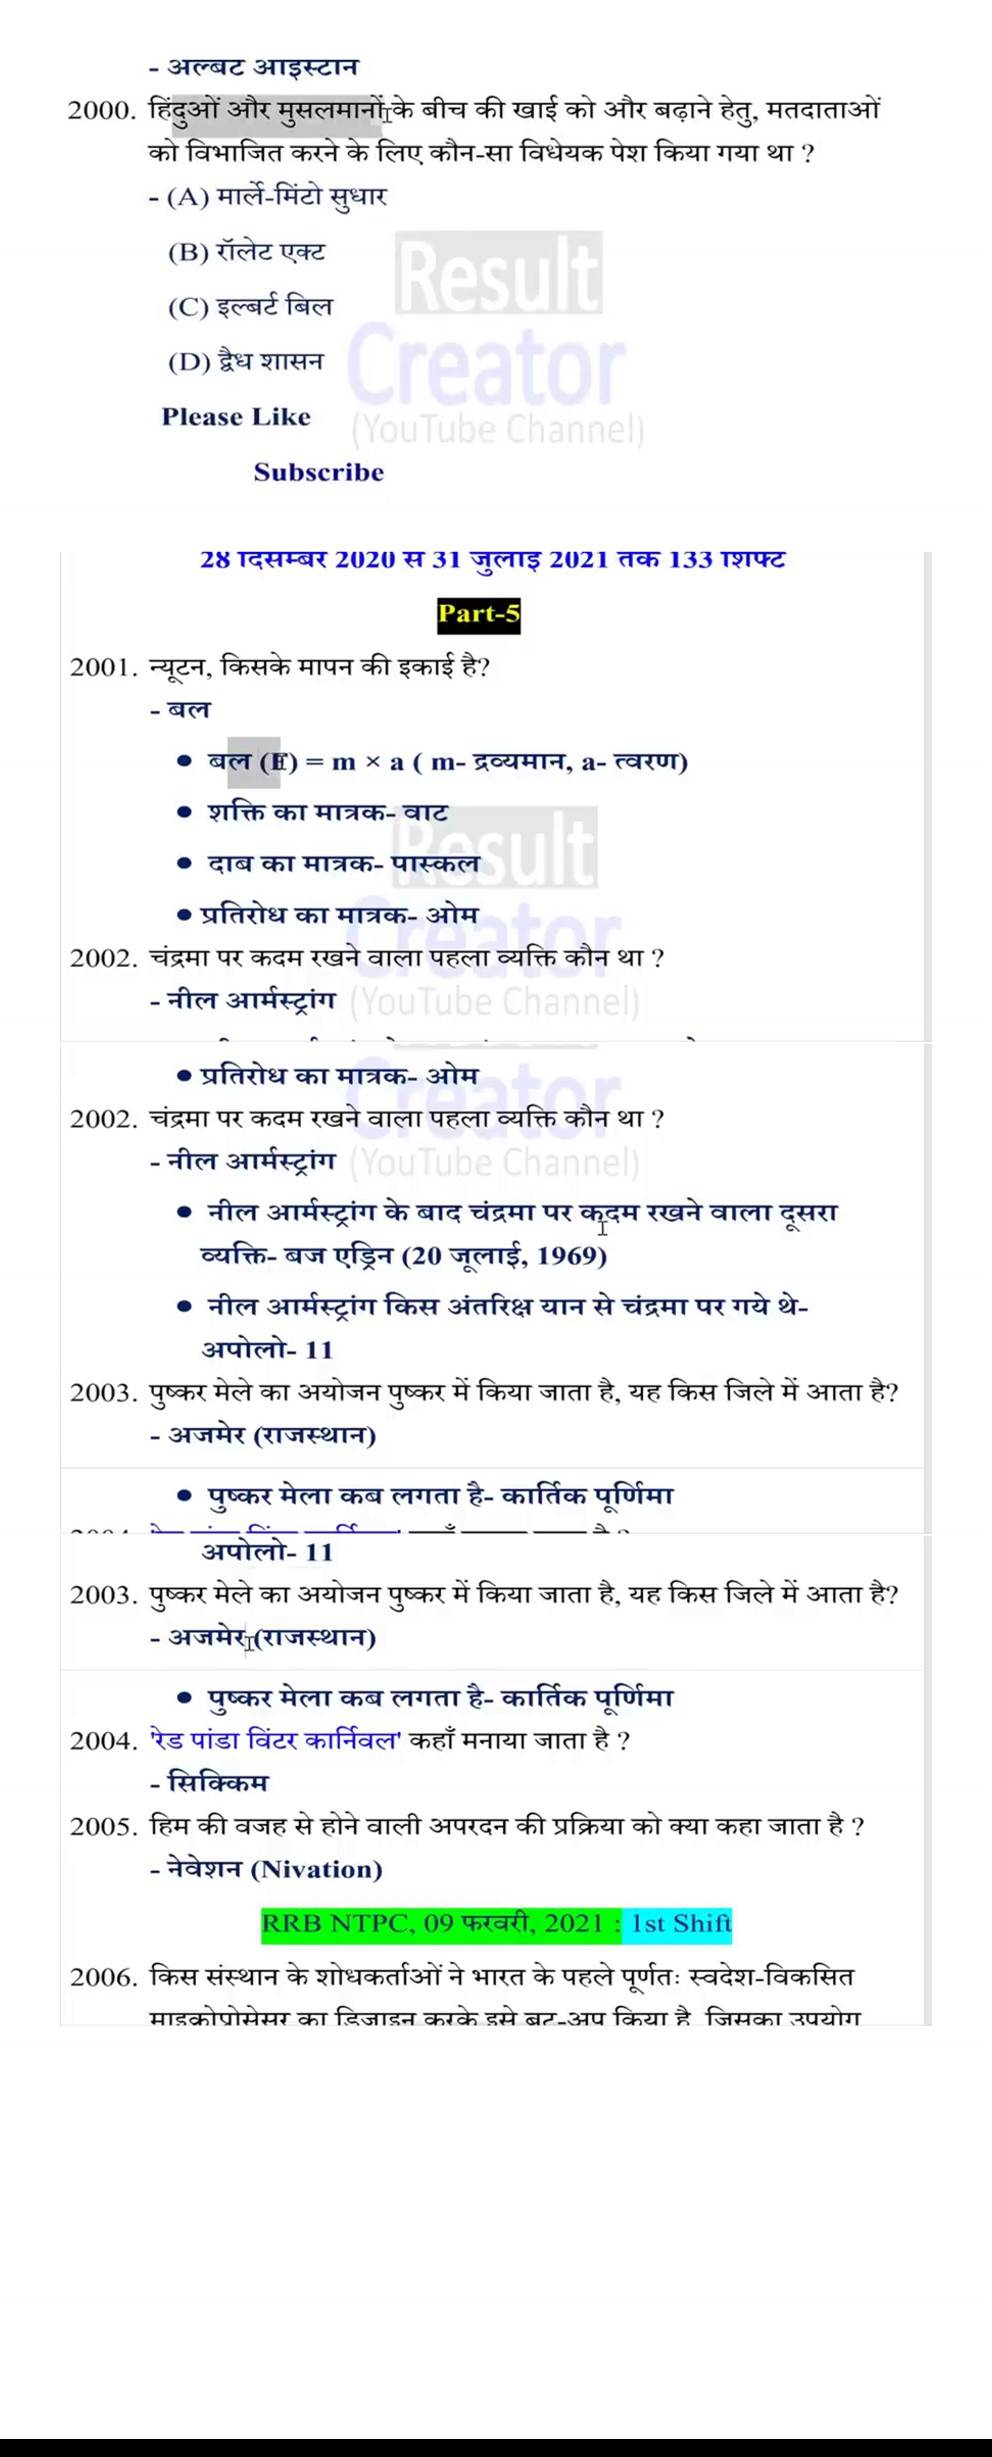 - अल्बर्ट आइंस्टान
2000. हिंदुओं और मुसलमानों के बीच की खाई को और बढ़ाने हेतु, मतदाताओं
को विभाजित करने के लिए कौन-सा विधेयक पेश किया गया था ?
- (A) मार्ले-मिंटो सुधार
(B) रॉलेट एक्ट
(C) इल्बर्ट बिल
(D) द्वैध शासन
Result
Creator
(YouTube Channel)
Please Like
Subscribe
28 दिसम्बर 2020 से 31 जुलाई 2021 तक 133 शिफ्ट
Part-5
2001. न्यूटन, किसके मापन की इकाई है?
- बल
● बल (F) = m × a ( m- द्रव्यमान, a- त्वरण)
● शक्ति का मात्रक- वाट
● दाब का मात्रक- पास्कल
● प्रतिरोध का मात्रक- ओम
2002. चंद्रमा पर कदम रखने वाला पहला व्यक्ति कौन था ?
- नील आर्मस्ट्रांग
Result
Creator
(YouTube Channel)
● प्रतिरोध का मात्रक- ओम
2002. चंद्रमा पर कदम रखने वाला पहला व्यक्ति कौन था ?
- नील आर्मस्ट्रांग
Creator
(YouTube Channel)
● नील आर्मस्ट्रांग के बाद चंद्रमा पर कदम रखने वाला दूसरा
व्यक्ति- बज एड्रिन (20 जूलाई, 1969)
● नील आर्मस्ट्रांग किस अंतरिक्ष यान से चंद्रमा पर गये थे-
अपोलो- 11
2003. पुष्कर मेले का अयोजन पुष्कर में किया जाता है, यह किस जिले में आता है?
- अजमेर (राजस्थान)
● पुष्कर मेला कब लगता है- कार्तिक पूर्णिमा
अपोलो- 11
2003. पुष्कर मेले का अयोजन पुष्कर में किया जाता है, यह किस जिले में आता है?
- अजमेर (राजस्थान)
● पुष्कर मेला कब लगता है- कार्तिक पूर्णिमा
2004. 'रेड पांडा विंटर कार्निवल' कहाँ मनाया जाता है ?
- सिक्किम
2005. हिम की वजह से होने वाली अपरदन की प्रक्रिया को क्या कहा जाता है ?
- नेवेशन (Nivation)
RRB NTPC, 09 फरवरी, 2021 : 1st Shift
2006. किस संस्थान के शोधकर्ताओं ने भारत के पहले पूर्णतः स्वदेश-विकसित
माइक्रोप्रोसेसर का डिजाइन करके इसे बूट-अप किया है, जिसका उपयोग